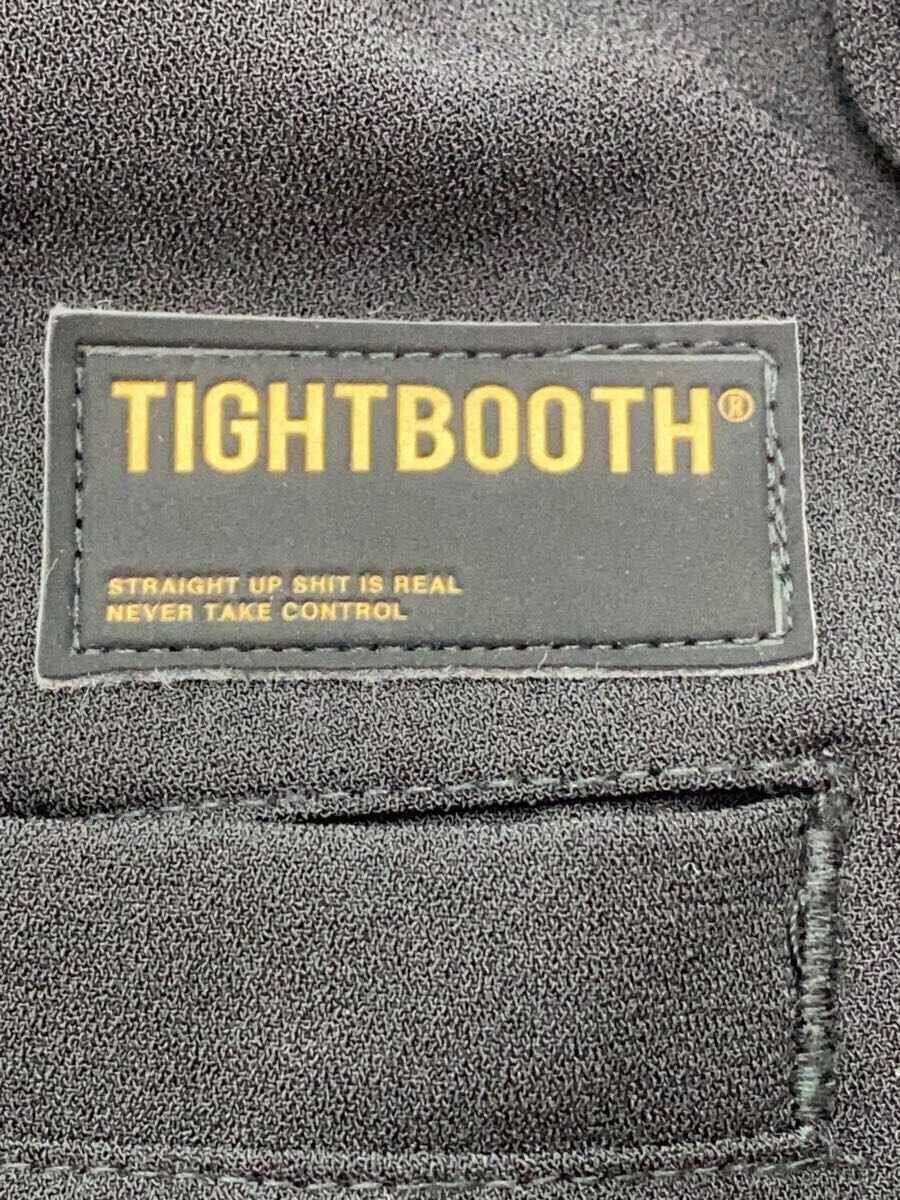 TIGHTBOOTH®
STRAIGHT UP SHIT IS REAL
NEVER TAKE CONTROL